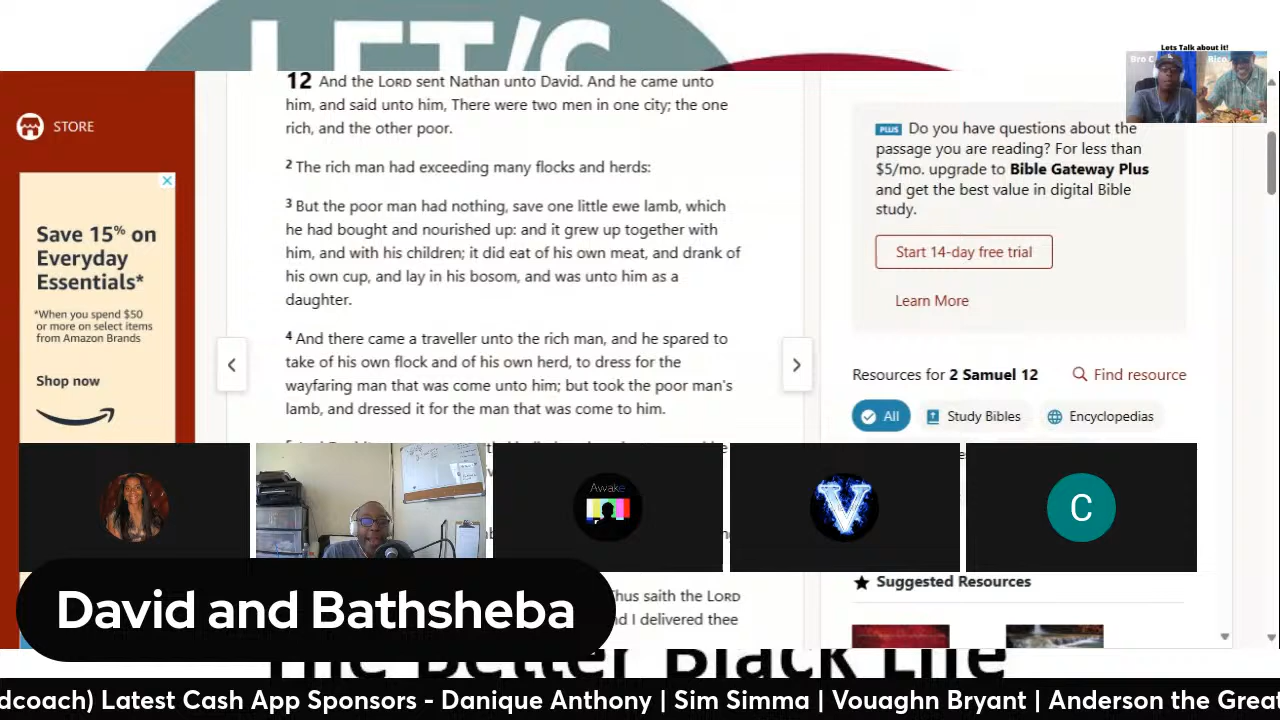 LET'S
Lets Talk about it!
Bro C
Rico
STORE
Save 15% on
Everyday
Essentials*
*When you spend $50
or more on select items
from Amazon Brands
Shop now
12 And the LORD sent Nathan unto David. And he came unto
him, and said unto him, There were two men in one city; the one
rich, and the other poor.
2 The rich man had exceeding many flocks and herds:
3 But the poor man had nothing, save one little ewe lamb, which
he had bought and nourished up: and it grew up together with
him, and with his children; it did eat of his own meat, and drank of
his own cup, and lay in his bosom, and was unto him as a
daughter.
4 And there came a traveller unto the rich man, and he spared to
take of his own flock and of his own herd, to dress for the
wayfaring man that was come unto him; but took the poor man's
lamb, and dressed it for the man that was come to him.
PLUS Do you have questions about the
passage you are reading? For less than
$5/mo. upgrade to Bible Gateway Plus
and get the best value in digital Bible
study.
Start 14-day free trial
Learn More
Resources for 2 Samuel 12
Find resource
All
Study Bibles
Encyclopedias
Awake
V
C
Suggested Resources
Thus saith the LORD
I delivered thee
David and Bathsheba
The Better Black Life
dcoach) Latest Cash App Sponsors - Danique Anthony | Sim Simma | Vouaghn Bryant | Anderson the Grea